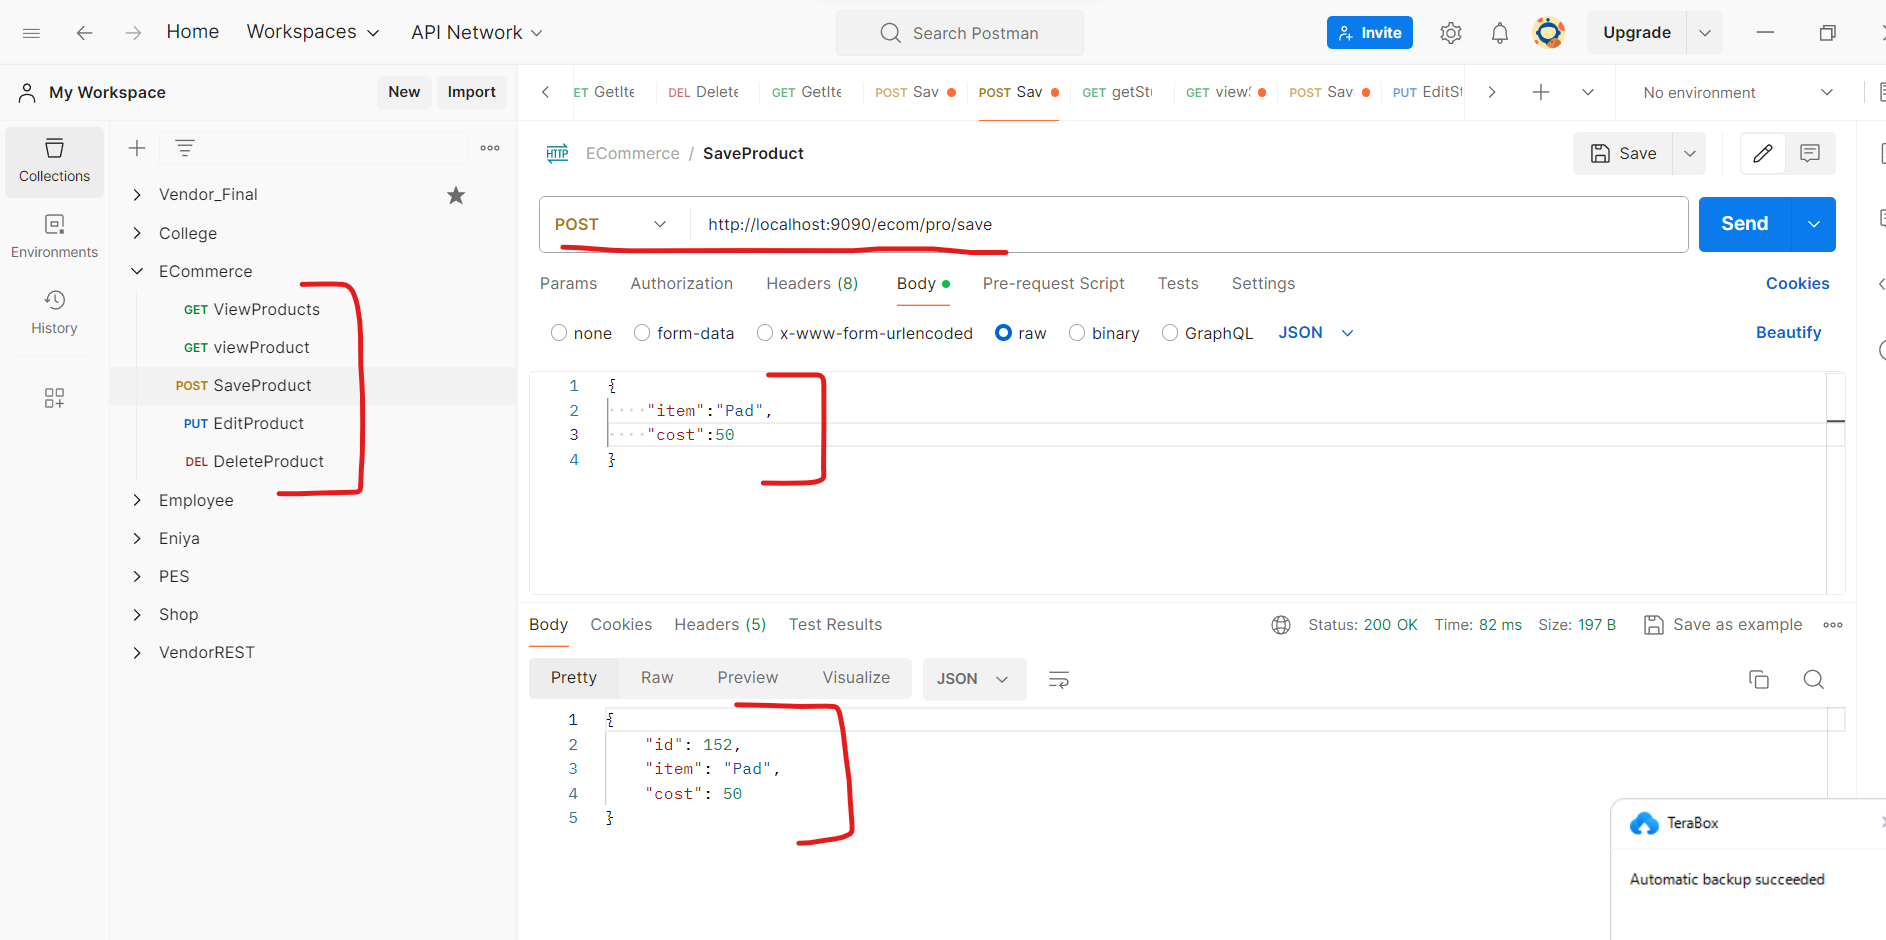 Home Workspaces API Network Search Postman Invite Upgrade
My Workspace New Import
ET GetIte DEL Delete GET GetIte POST Sav POST Sav GET getSt GET view POST Sav PUT EditSt No environment
Collections
Environments
History
Vendor_Final
College
ECommerce
GET ViewProducts
GET viewProduct
POST SaveProduct
PUT EditProduct
DEL DeleteProduct
Employee
Eniya
PES
Shop
VendorREST
HTTP ECommerce / SaveProduct Save
POST http://localhost:9090/ecom/pro/save Send
Params Authorization Headers (8) Body Pre-request Script Tests Settings Cookies
none form-data x-www-form-urlencoded raw binary GraphQL JSON Beautify
1 {
2 "item":"Pad",
3 "cost":50
4 }
Body Cookies Headers (5) Test Results Status: 200 OK Time: 82 ms Size: 197 B Save as example
Pretty Raw Preview Visualize JSON
1 {
2 "id": 152,
3 "item": "Pad",
4 "cost": 50
5 }
TeraBox
Automatic backup succeeded